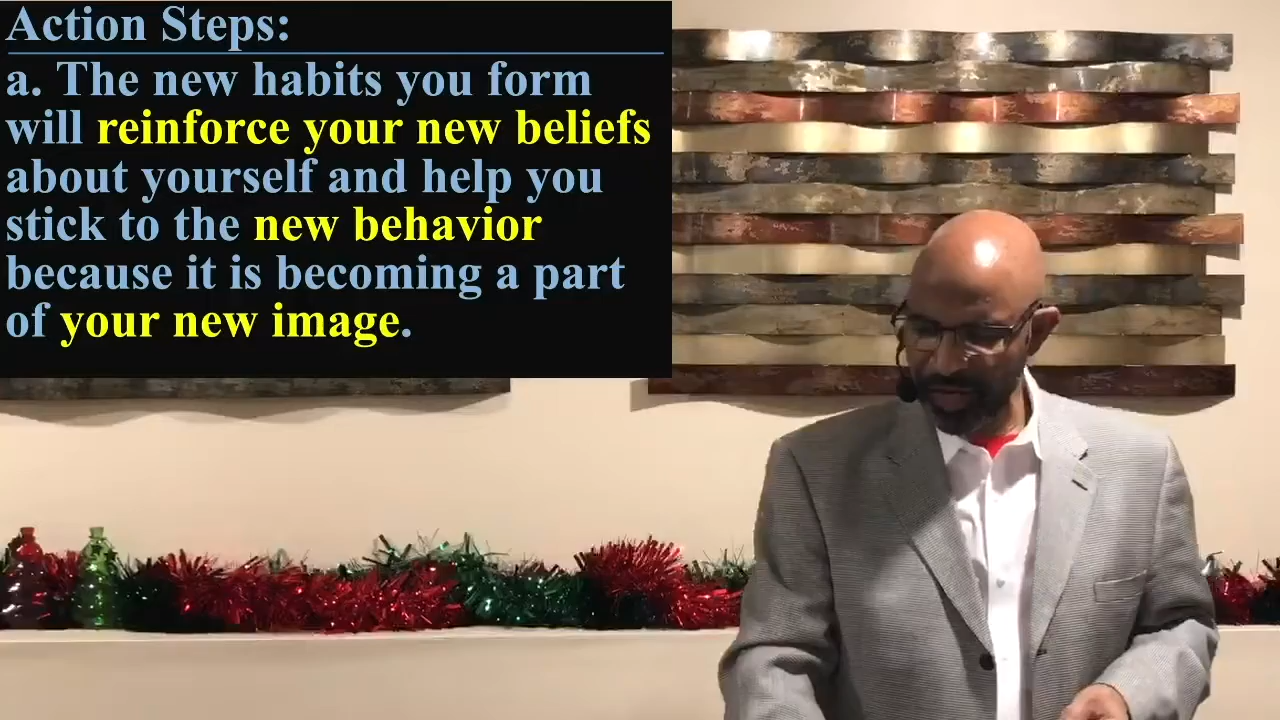 Action Steps:
a. The new habits you form
will reinforce your new beliefs
about yourself and help you
stick to the new behavior
because it is becoming a part
of your new image.